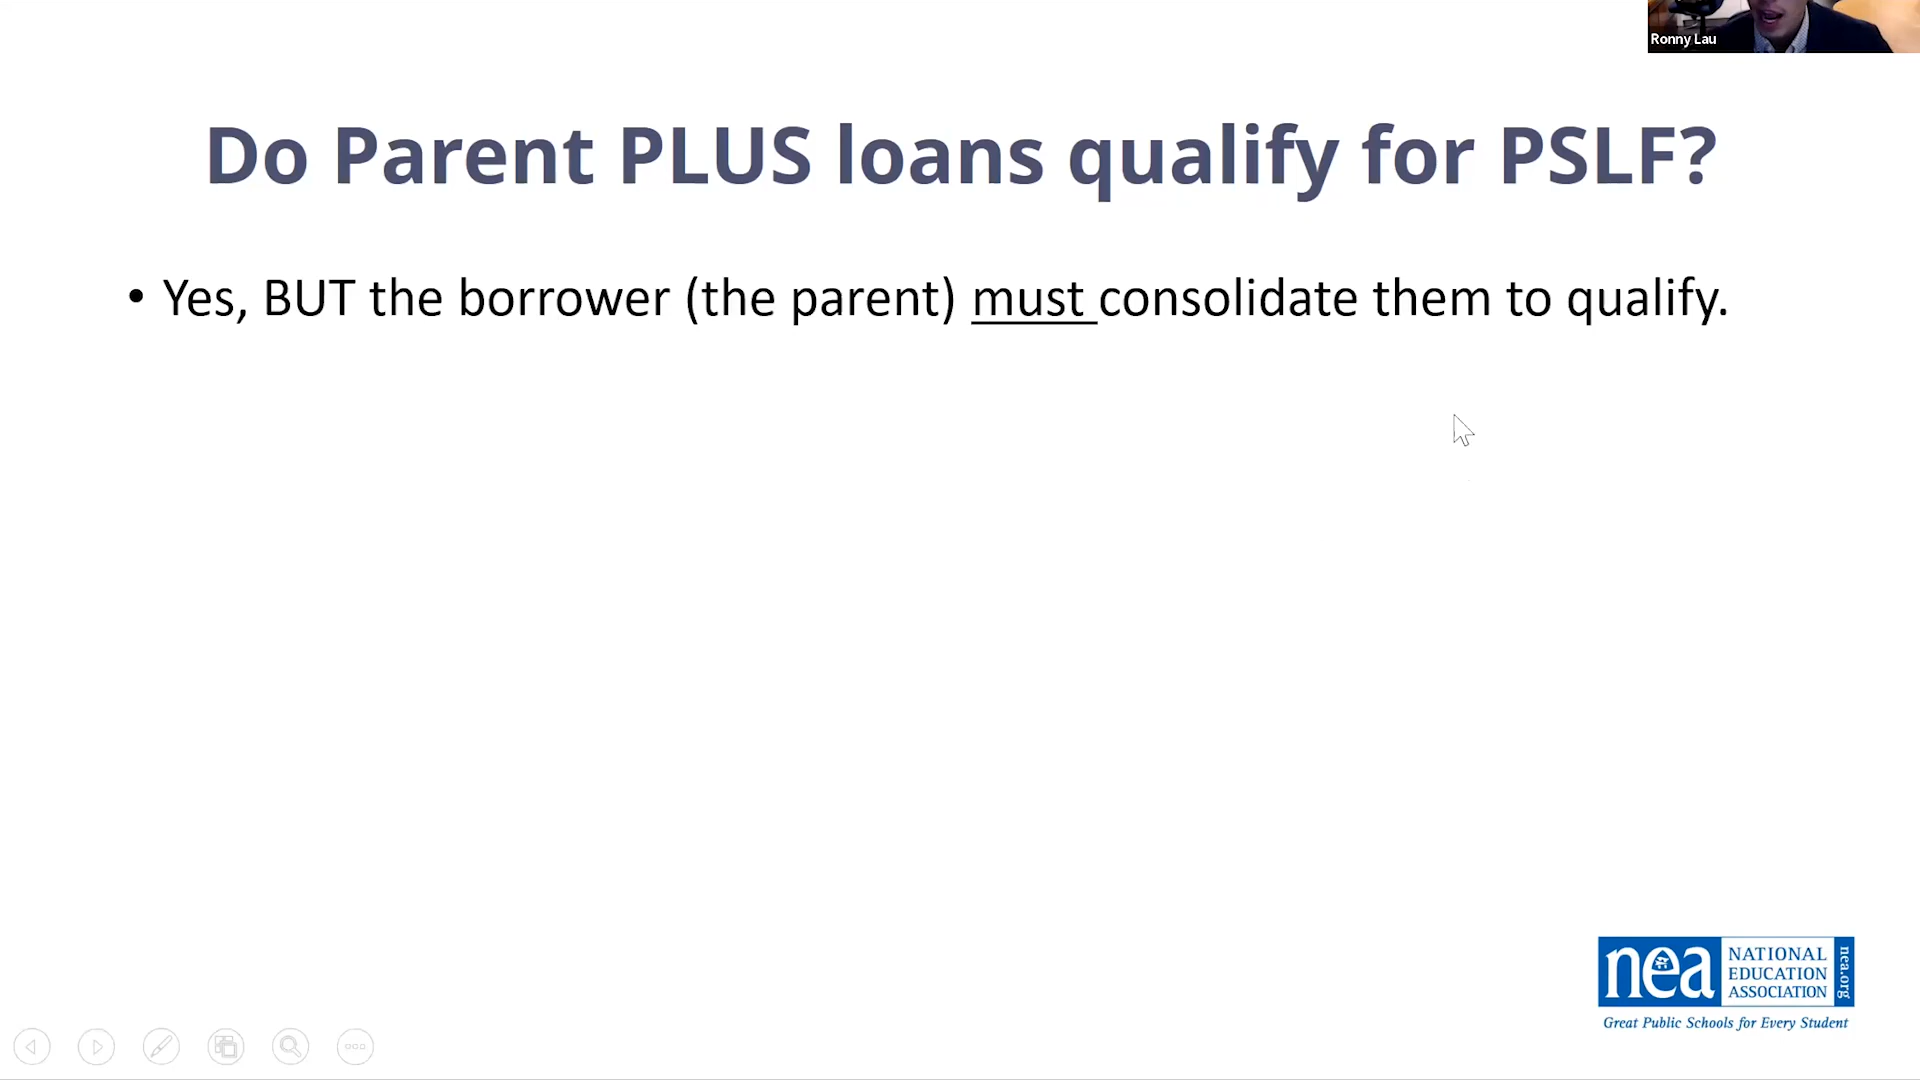 Ronny Lau
Do Parent PLUS loans qualify for PSLF?
• Yes, BUT the borrower (the parent) must consolidate them to qualify.
nea
NATIONAL
EDUCATION
ASSOCIATION
nea.org
Great Public Schools for Every Student